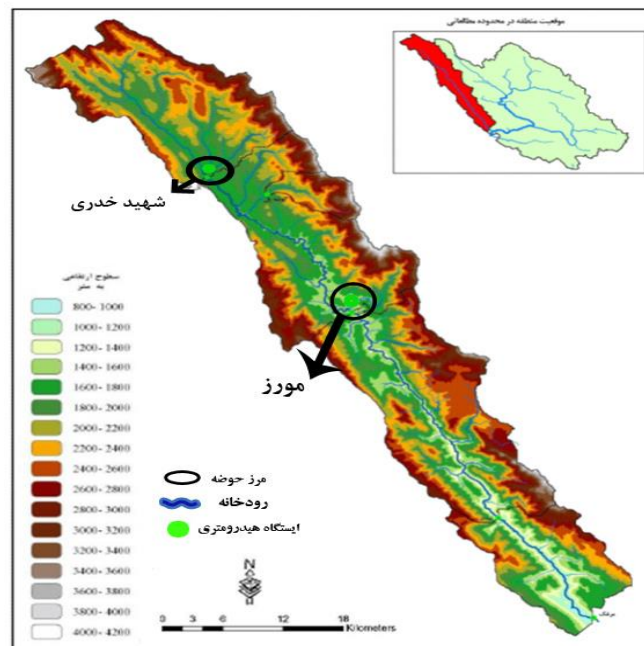 موقعیت منطقه در محدوده مطالعاتی
شهید خدری
مورز
سطوح ارتفاعی
به متر
800-1000
1000-1200
1200-1400
1400-1600
1600-1800
1800-2000
2000-2200
2200-2400
2400-2600
2600-2800
2800-3000
3000-3200
3200-3400
3400-3600
3600-3800
3800-4000
4000-4200
مرز حوضه
رودخانه
ایستگاه هیدرومتری
N
0 3 6 12 18
Kilometers